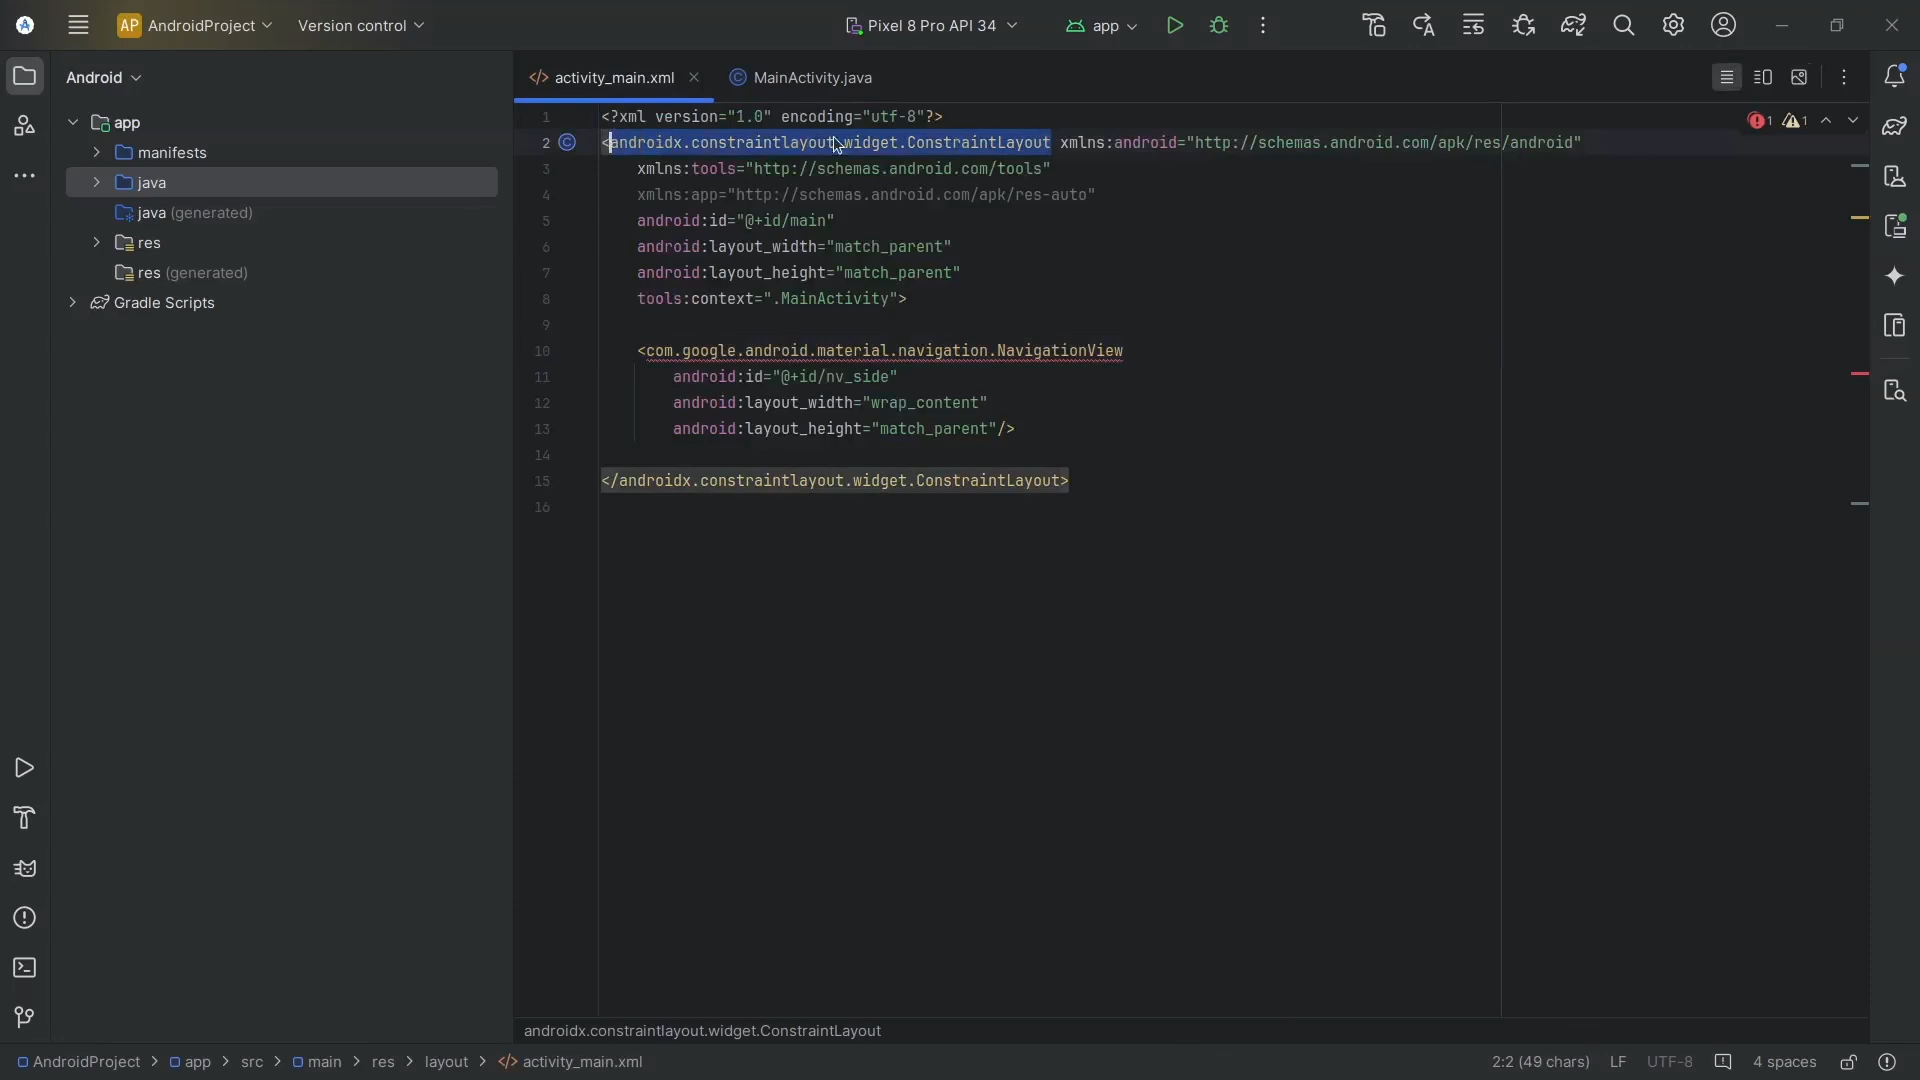 AP AndroidProject Version control Pixel 8 Pro API 34 app
Android
app
manifests
java
java (generated)
res
res (generated)
Gradle Scripts
activity_main.xml MainActivity.java
1 <?xml version="1.0" encoding="utf-8"?>
2 <androidx.constraintlayout.widget.ConstraintLayout xmlns:android="http://schemas.android.com/apk/res/android"
3 xmlns:tools="http://schemas.android.com/tools"
4 xmlns:app="http://schemas.android.com/apk/res-auto"
5 android:id="@+id/main"
6 android:layout_width="match_parent"
7 android:layout_height="match_parent"
8 tools:context=".MainActivity">
9
10 <com.google.android.material.navigation.NavigationView
11 android:id="@+id/nv_side"
12 android:layout_width="wrap_content"
13 android:layout_height="match_parent"/>
14
15 </androidx.constraintlayout.widget.ConstraintLayout>
16
1 1
androidx.constraintlayout.widget.ConstraintLayout
AndroidProject > app > src > main > res > layout > activity_main.xml 2:2 (49 chars) LF UTF-8 4 spaces